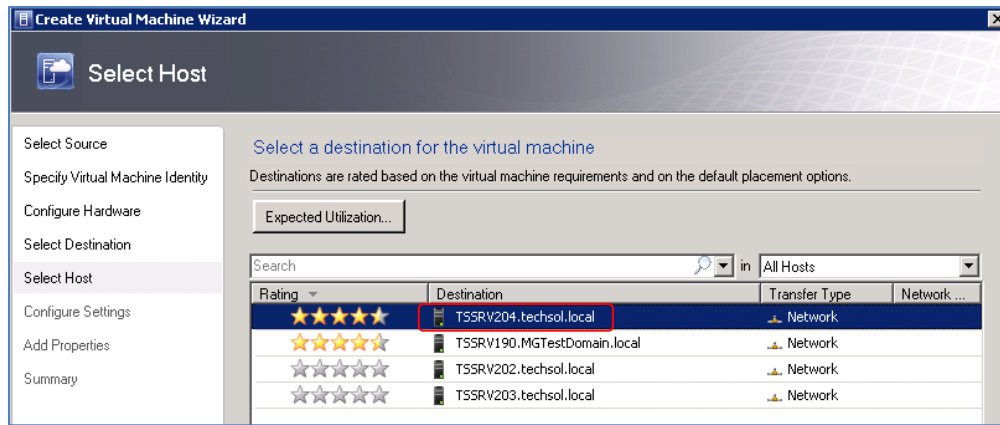 Create Virtual Machine Wizard
Select Host
Select Source
Specify Virtual Machine Identity
Configure Hardware
Select Destination
Select Host
Configure Settings
Add Properties
Summary
Select a destination for the virtual machine
Destinations are rated based on the virtual machine requirements and on the default placement options.
Expected Utilization...
Search in All Hosts
Rating Destination Transfer Type Network ...
TSSRV204.techsol.local Network
TSSRV190.MGTestDomain.local Network
TSSRV202.techsol.local Network
TSSRV203.techsol.local Network